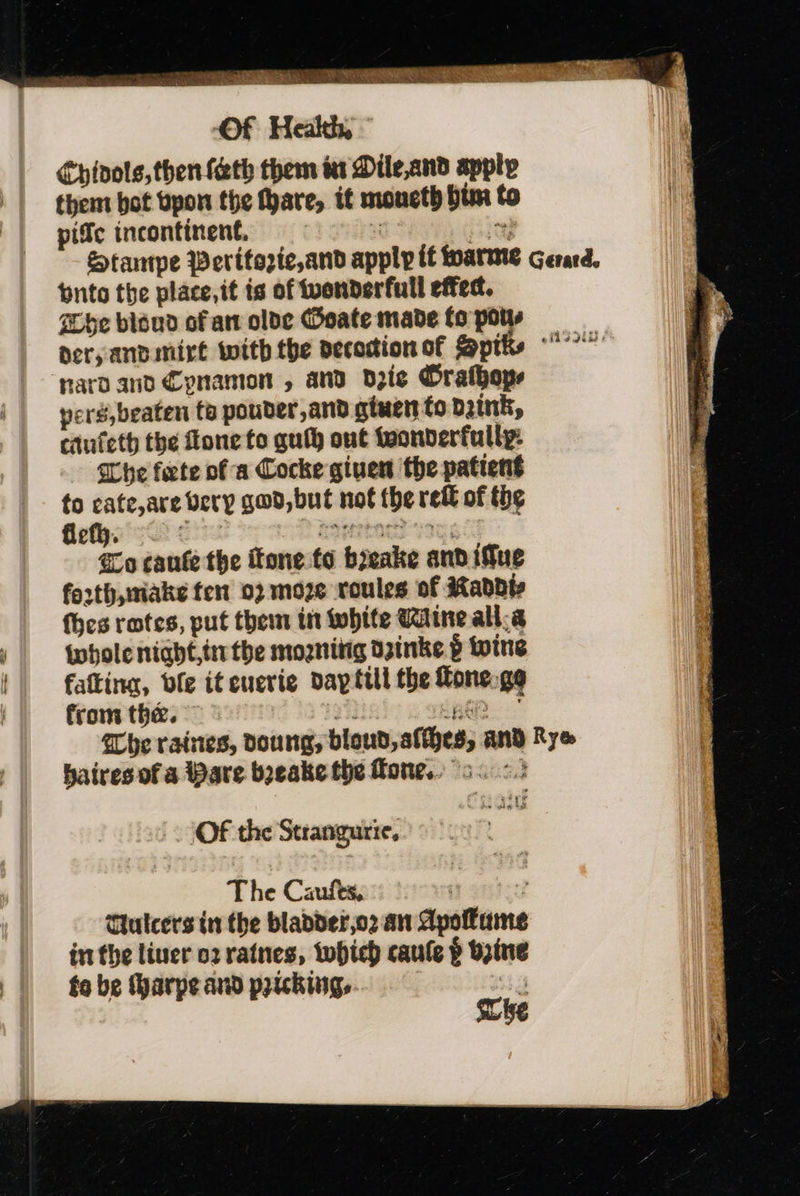 Of Health,
Chibols, then seeth them in Oile, and apply
them hot vpon the share, it moueth him to
pisse incontinent.
Stampe Peritorie, and apply it warme Gerard.
vnto the place, it is of wonderfull effect.
The bloud of an olde Goate made to pou-
der, and mixt with the decoction of Spik-
nard and Cynamon, and drie Grashop-
pers, beaten to pouder, and giuen to drink,
causeth the stone to gush out wonderfully.
The feete of a Cocke giuen the patient
to eate, are very good, but not the rest of the
flesh.
To cause the stone to breake and issue
forth, make ten or more roules of Raddi-
shes rootes, put them in white Wine all a
whole night, in the morning drinke þͤ wine
fasting, vse it euerie day till the stone go
from thee.
The raines, doung, bloud, asshes, and
haires of a Hare breake the stone.
Of the Strangurie,
The Causes.
Vulcers in the bladder, or an Apostume
in the liuer or raines, which cause þͤ vrine
to be sharpe and pricking.
The